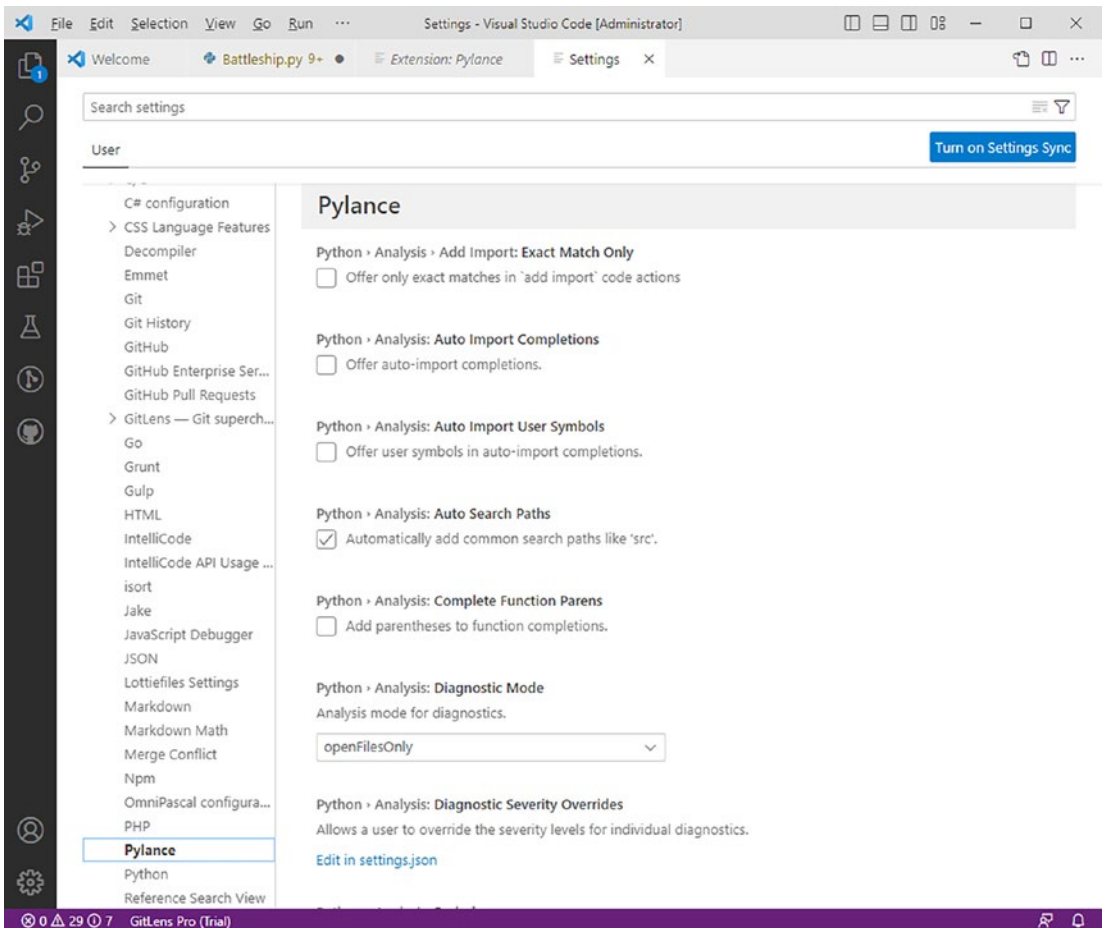 File Edit Selection View Go Run ··· Settings - Visual Studio Code [Administrator]
Welcome Battleship.py 9+ Extension: Pylance Settings
1
Search settings
User Turn on Settings Sync
C# configuration
CSS Language Features
Decompiler
Emmet
Git
Git History
GitHub
GitHub Enterprise Ser...
GitHub Pull Requests
GitLens — Git superch...
Go
Grunt
Gulp
HTML
IntelliCode
IntelliCode API Usage ...
isort
Jake
JavaScript Debugger
JSON
Lottiefiles Settings
Markdown
Markdown Math
Merge Conflict
Npm
OmniPascal configura...
PHP
Pylance
Python
Reference Search View
Pylance
Python › Analysis › Add Import: Exact Match Only
Offer only exact matches in `add import` code actions
Python › Analysis: Auto Import Completions
Offer auto-import completions.
Python › Analysis: Auto Import User Symbols
Offer user symbols in auto-import completions.
Python › Analysis: Auto Search Paths
Automatically add common search paths like 'src'.
Python › Analysis: Complete Function Parens
Add parentheses to function completions.
Python › Analysis: Diagnostic Mode
Analysis mode for diagnostics.
openFilesOnly
Python › Analysis: Diagnostic Severity Overrides
Allows a user to override the severity levels for individual diagnostics.
Edit in settings.json
0 29 7 GitLens Pro (Trial)